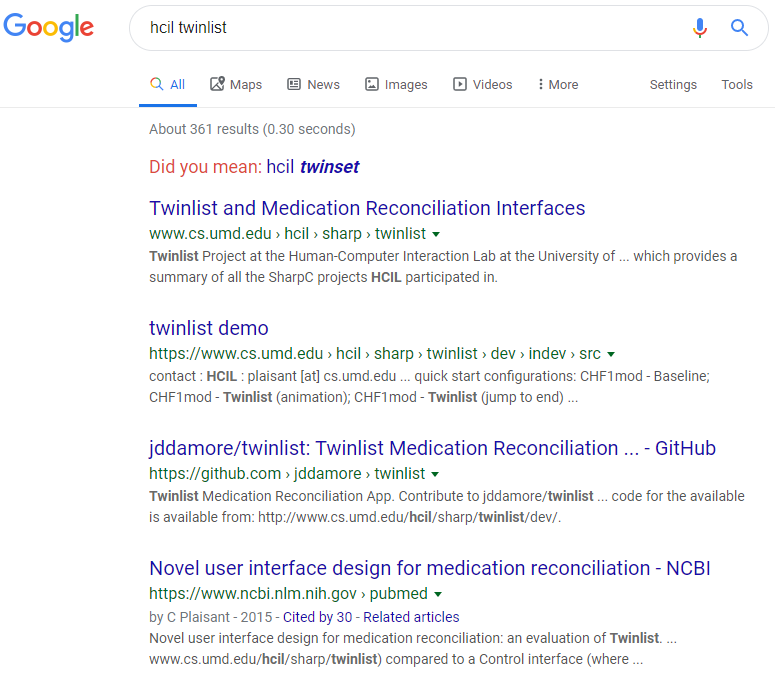 Google
hcil twinlist
All Maps News Images Videos More Settings Tools
About 361 results (0.30 seconds)
Did you mean: hcil twinset
Twinlist and Medication Reconciliation Interfaces
www.cs.umd.edu › hcil › sharp › twinlist
Twinlist Project at the Human-Computer Interaction Lab at the University of ... which provides a
summary of all the SharpC projects HCIL participated in.
twinlist demo
https://www.cs.umd.edu › hcil › sharp › twinlist › dev › indev › src
contact : HCIL : plaisant [at] cs.umd.edu ... quick start configurations: CHF1mod - Baseline;
CHF1mod - Twinlist (animation); CHF1mod - Twinlist (jump to end) ...
jddamore/twinlist: Twinlist Medication Reconciliation ... - GitHub
https://github.com › jddamore › twinlist
Twinlist Medication Reconciliation App. Contribute to jddamore/twinlist ... code for the available
is available from: http://www.cs.umd.edu/hcil/sharp/twinlist/dev/.
Novel user interface design for medication reconciliation - NCBI
https://www.ncbi.nlm.nih.gov › pubmed
by C Plaisant - 2015 - Cited by 30 - Related articles
Novel user interface design for medication reconciliation: an evaluation of Twinlist. ...
www.cs.umd.edu/hcil/sharp/twinlist) compared to a Control interface (where ...